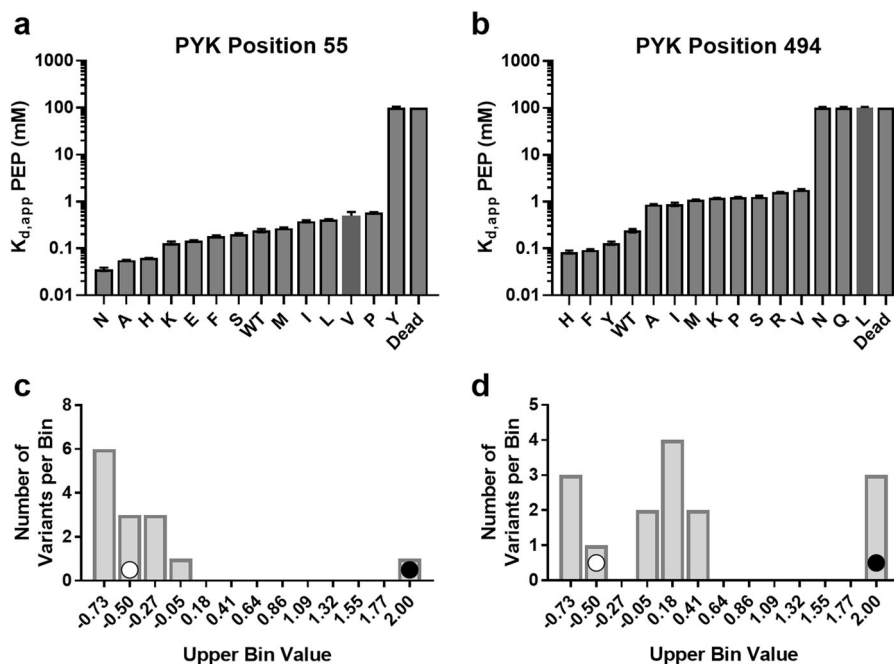 a
PYK Position 55
K_d,app PEP (mM)
1000
100
10
1
0.1
0.01
N A H K E F S WT M I L V P Y Dead
b
PYK Position 494
K_d,app PEP (mM)
1000
100
10
1
0.1
0.01
H F Y WT A I M K P S R V N Q L Dead
c
Number of
Variants per Bin
8
6
4
2
0
-0.73 -0.50 -0.27 -0.05 0.18 0.41 0.64 0.86 1.09 1.32 1.55 1.77 2.00
Upper Bin Value
d
Number of
Variants per Bin
5
4
3
2
1
0
-0.73 -0.50 -0.27 -0.05 0.18 0.41 0.64 0.86 1.09 1.32 1.55 1.77 2.00
Upper Bin Value